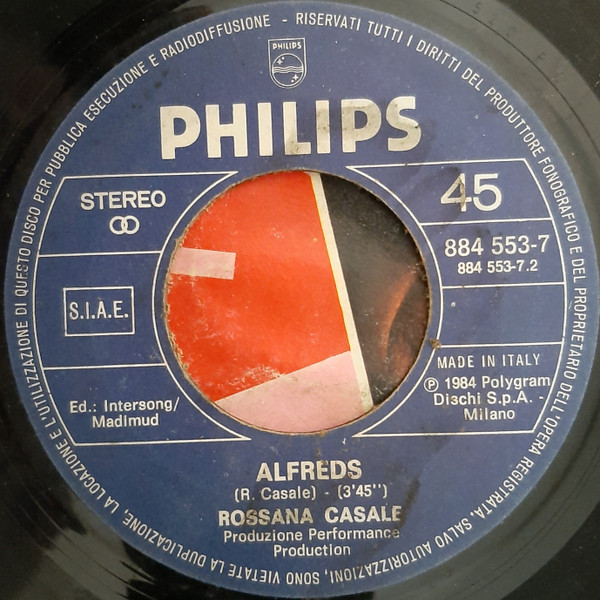 RISERVATI TUTTI I DIRITTI DEL PRODUTTORE FONOGRAFICO E DEL PROPRIETARIO DELL'OPERA REGISTRATA. SALVO AUTORIZZAZIONI, SONO VIETATE LA DUPLICAZIONE, LA LOCAZIONE E L'UTILIZZAZIONE DI QUESTO DISCO PER PUBBLICA ESECUZIONE E RADIODIFFUSIONE -
PHILIPS
PHILIPS
STEREO
45
884 553-7
884 553-7.2
S.I.A.E.
MADE IN ITALY
℗ 1984 Polygram
Dischi S.p.A. -
Milano
Ed.: Intersong/
Madlmud
ALFREDS
(R. Casale) - (3'45'')
ROSSANA CASALE
Produzione Performance
Production